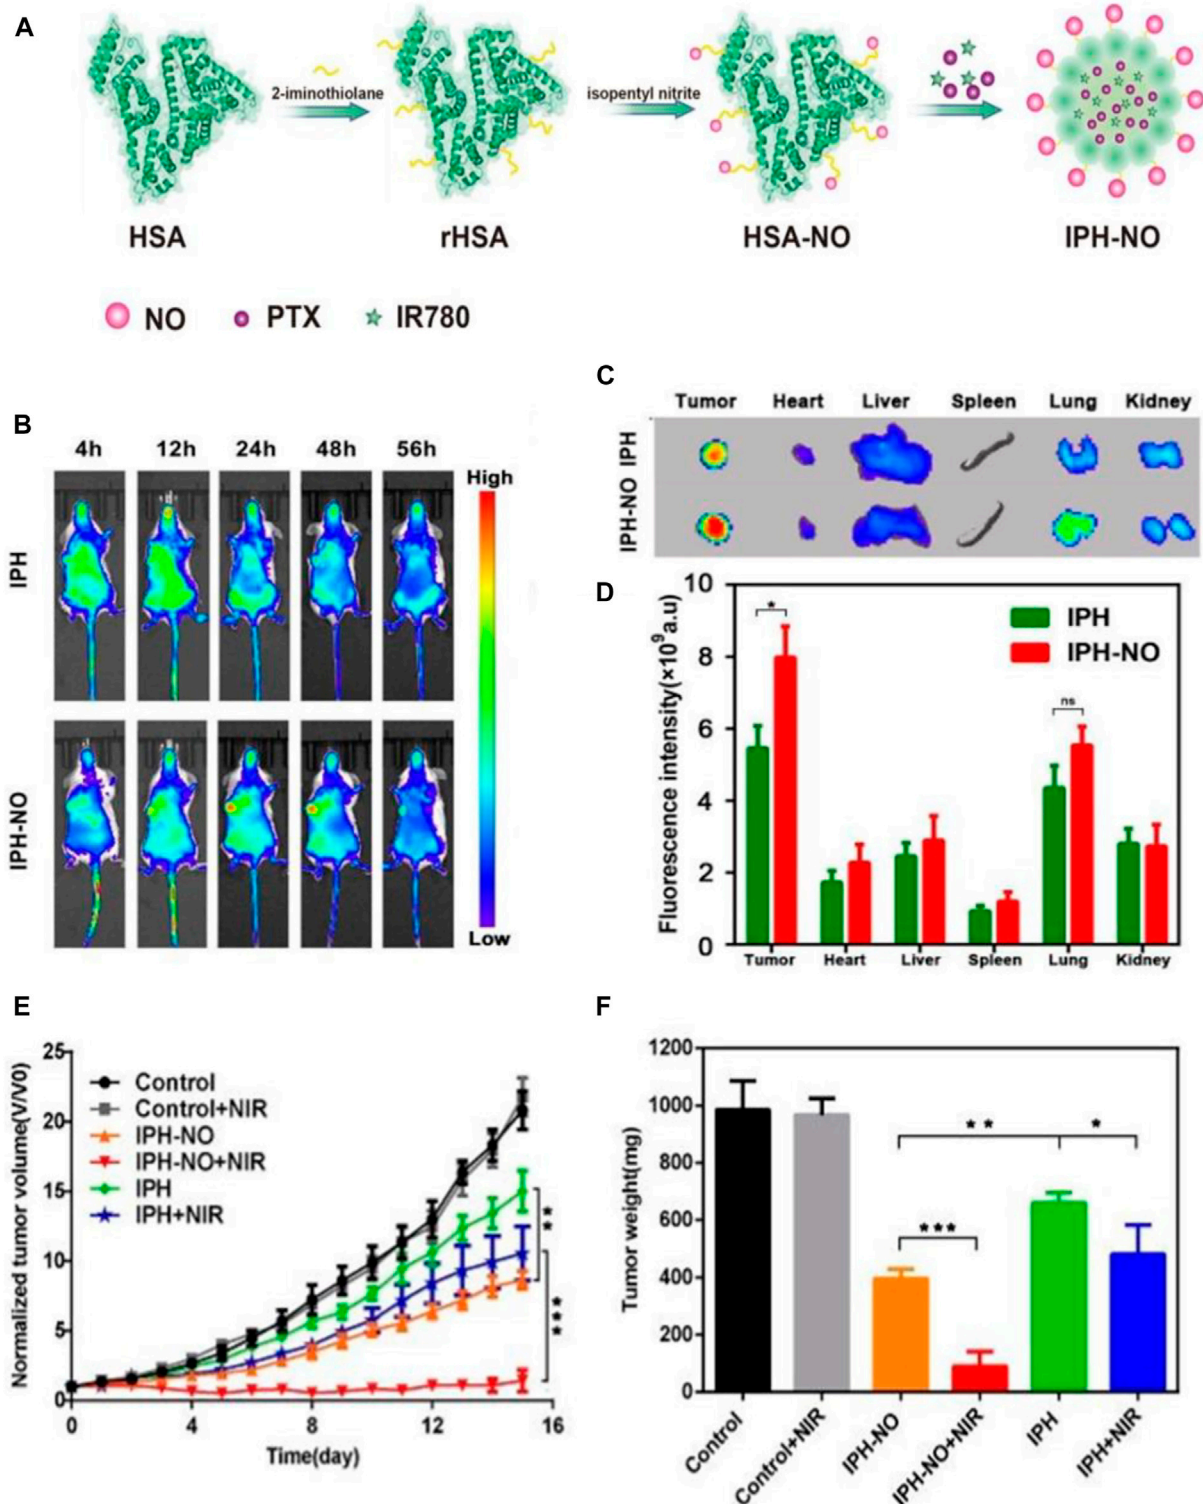 A
2-iminothiolane
isopentyl nitrite
HSA
rHSA
HSA-NO
IPH-NO
NO
PTX
IR780
B
4h 12h 24h 48h 56h
IPH
IPH-NO
High
Low
C
Tumor Heart Liver Spleen Lung Kidney
IPH
IPH-NO
D
Fluorescence intensity(×10⁹a.u)
10
8
6
4
2
0
*
ns
IPH
IPH-NO
Tumor Heart Liver Spleen Lung Kidney
E
Normalized tumor volume(V/V0)
25
20
15
10
5
0
Control
Control+NIR
IPH-NO
IPH-NO+NIR
IPH
IPH+NIR
**
***
0 4 8 12 16
Time(day)
F
Tumor weight(mg)
1200
1000
800
600
400
200
0
** *
***
Control
Control+NIR
IPH-NO
IPH-NO+NIR
IPH
IPH+NIR